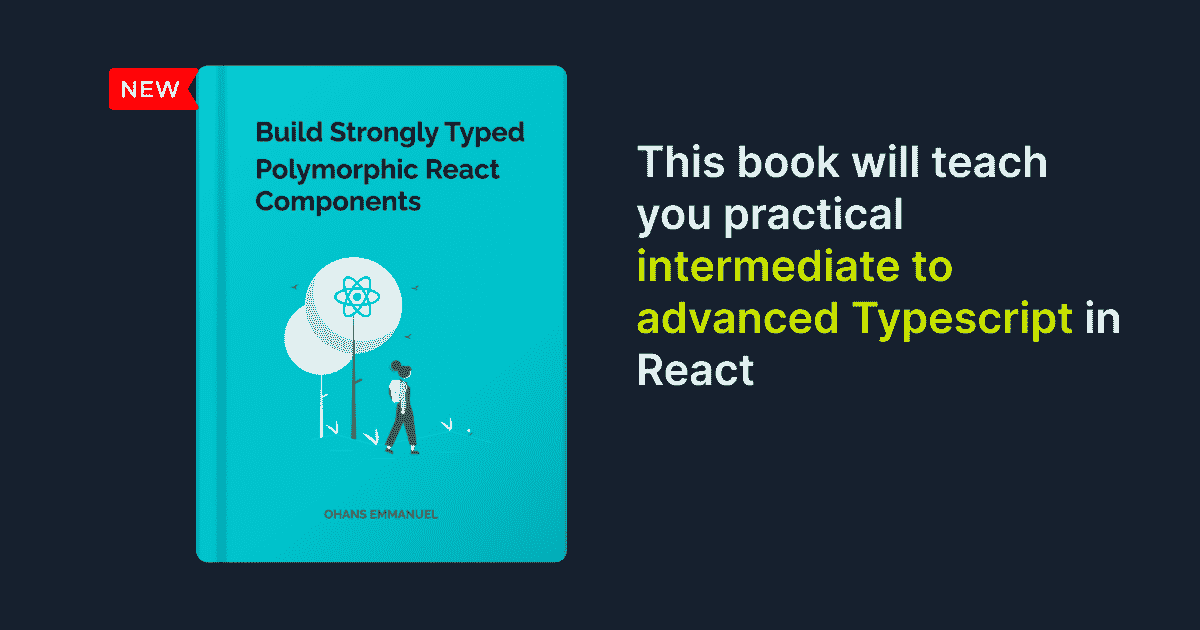 NEW
Build Strongly Typed
Polymorphic React
Components
OHANS EMMANUEL
This book will teach
you practical
intermediate to
advanced Typescript in
React